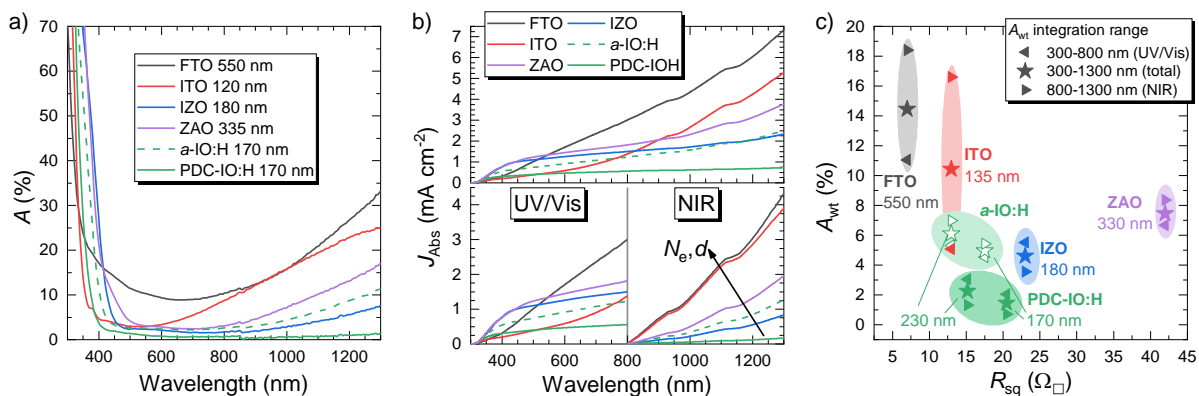 a)
70
60
50
40
30
20
10
0
A (%)
FTO 550 nm
ITO 120 nm
IZO 180 nm
ZAO 335 nm
a-IO:H 170 nm
PDC-IO:H 170 nm
400 600 800 1000 1200
Wavelength (nm)
b)
FTO IZO
ITO a-IO:H
ZAO PDC-IOH
7
6
5
4
3
2
1
0
J_Abs (mA cm⁻²)
UV/Vis NIR
4
3
2
1
0
N_e, d
400 600 800 1000 1200
Wavelength (nm)
c)
A_wt integration range
300-800 nm (UV/Vis)
300-1300 nm (total)
800-1300 nm (NIR)
20
18
16
14
12
10
8
6
4
2
0
A_wt (%)
FTO
550 nm
ITO
135 nm
a-IO:H
ZAO
330 nm
IZO
180 nm
PDC-IO:H
230 nm 170 nm
5 10 15 20 25 30 35 40 45
R_sq (Ω□)